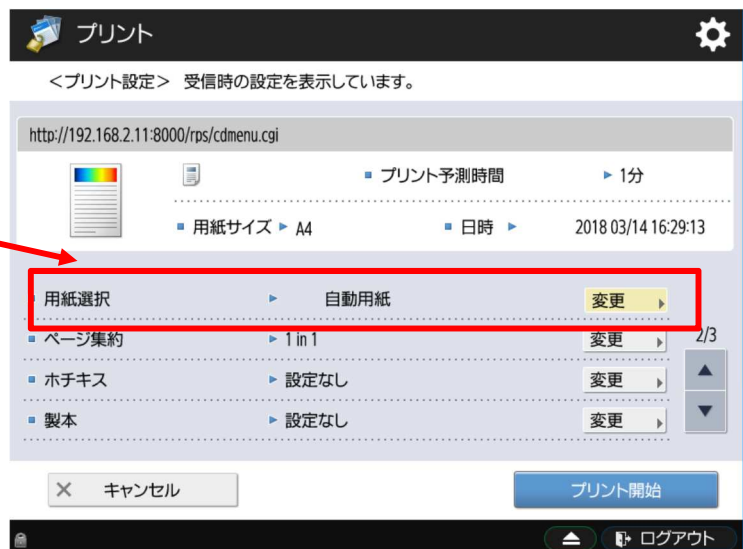 プリント
＜プリント設定＞ 受信時の設定を表示しています。
http://192.168.2.11:8000/rps/cdmenu.cgi
プリント予測時間 1分
用紙サイズ A4 日時 2018 03/14 16:29:13
用紙選択 自動用紙 変更
ページ集約 1 in 1 変更 2/3
ホチキス 設定なし 変更
製本 設定なし 変更
キャンセル プリント開始
ログアウト